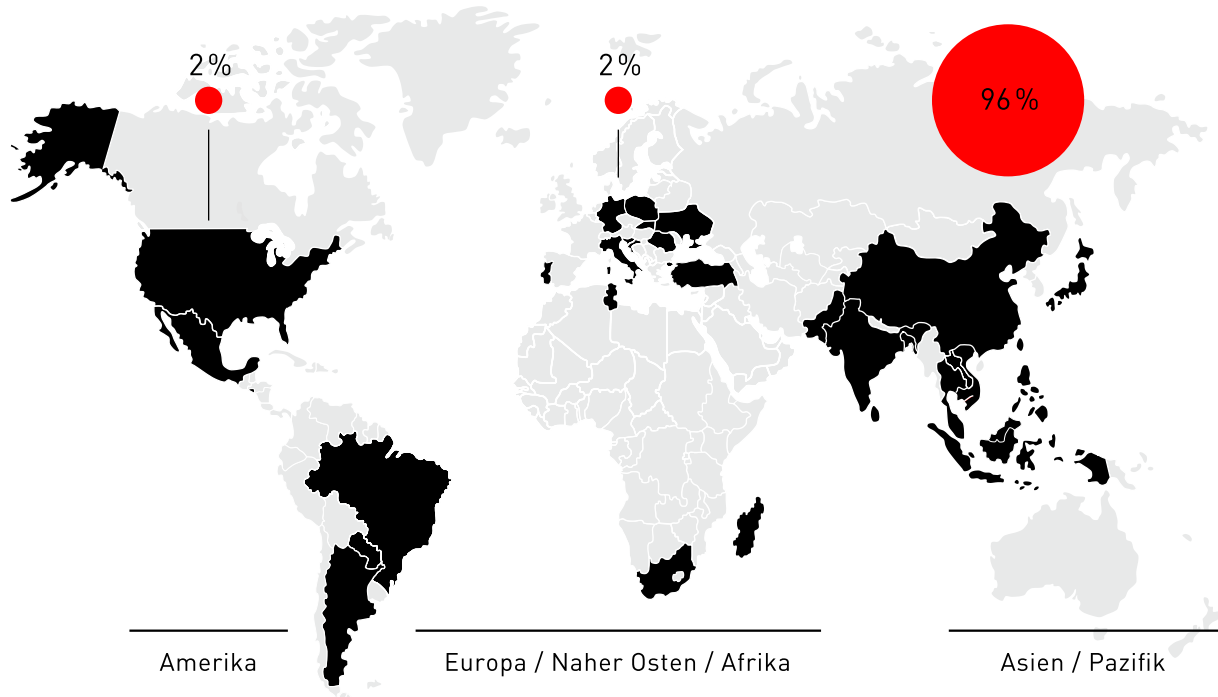 2 %
2 %
96 %
Amerika
Europa / Naher Osten / Afrika
Asien / Pazifik